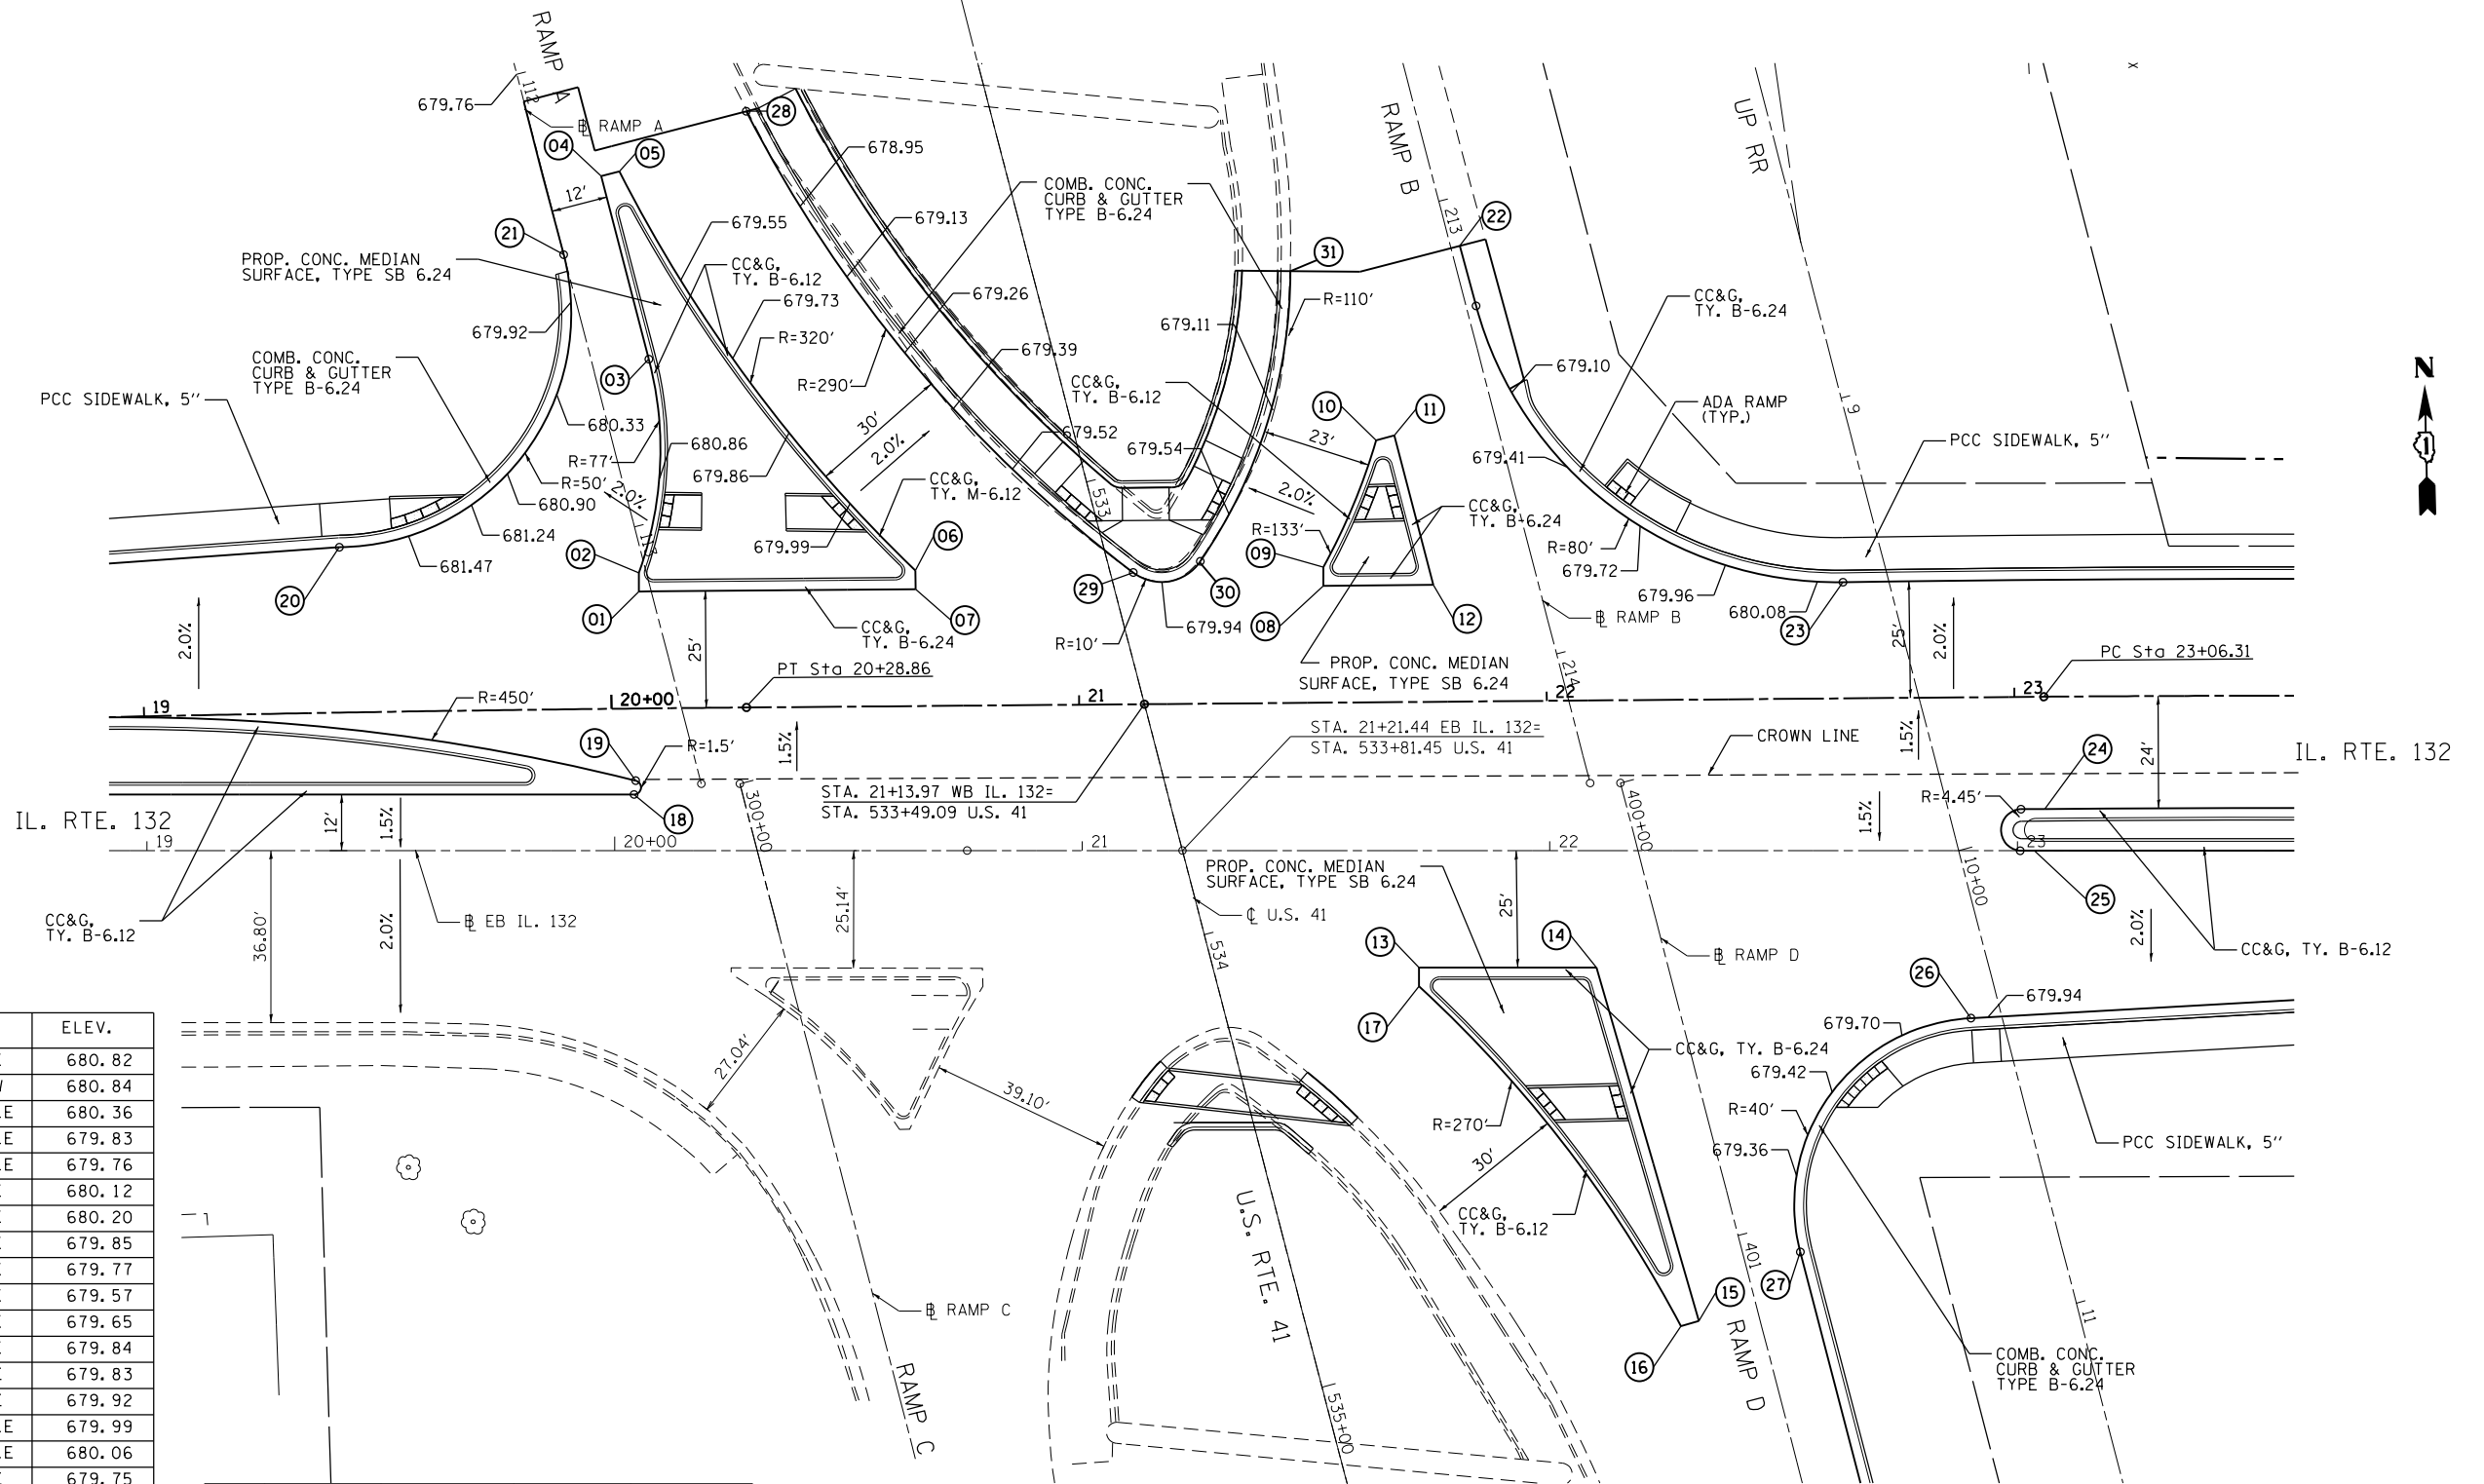 RAMP A
112
679.76
℄ RAMP A
04
05
28
678.95
RAMP B
UP RR
COMB. CONC.
CURB & GUTTER
TYPE B-6.24
12'
679.55
679.13
213
22
21
31
PROP. CONC. MEDIAN
SURFACE, TYPE SB 6.24
CC&G,
TY. B-6.12
679.73
679.26
R=110'
CC&G,
TY. B-6.24
679.92
R=320'
679.11
679.39
679.10
N
COMB. CONC.
CURB & GUTTER
TYPE B-6.24
03
R=290'
CC&G,
TY. B-6.12
PCC SIDEWALK, 5''
10
11
ADA RAMP
(TYP.)
9
680.33
30'
679.52
23'
680.86
2.0%
679.54
679.41
PCC SIDEWALK, 5''
R=77'
679.86
R=50'
2.0%
CC&G,
TY. M-6.12
533
2.0%
CC&G,
TY. B-6.24
680.90
681.24
679.99
R=133'
R=80'
02
06
09
679.72
681.47
20
01
07
29
30
08
12
679.96
680.08
23
2.0%
25'
CC&G,
TY. B-6.24
R=10'
679.94
℄ RAMP B
25'
2.0%
PT Sta 20+28.86
PROP. CONC. MEDIAN
SURFACE, TYPE SB 6.24
214
PC Sta 23+06.31
19
R=450'
20+00
21
22
23
19
R=1.5'
1.5%
STA. 21+21.44 EB IL. 132=
STA. 533+81.45 U.S. 41
CROWN LINE
1.5%
24'
24
IL. RTE. 132
IL. RTE. 132
12'
1.5%
18
300+00
STA. 21+13.97 WB IL. 132=
STA. 533+49.09 U.S. 41
400+00
1.5%
R=4.45'
19
20+00
21
22
23
10+00
PROP. CONC. MEDIAN
SURFACE, TYPE SB 6.24
25
CC&G,
TY. B-6.12
36.80'
2.0%
℄ EB IL. 132
25.14'
℄ U.S. 41
25'
534
13
14
℄ RAMP D
2.0%
CC&G, TY. B-6.12
26
679.94
17
679.70
CC&G, TY. B-6.24
679.42
27.04'
39.10'
R=270'
R=40'
30'
679.36
PCC SIDEWALK, 5''
CC&G,
TY. B-6.12
U.S. RTE. 41
401
27
15
℄ RAMP C
11
16
RAMP D
COMB. CONC.
CURB & GUTTER
TYPE B-6.24
RAMP C
535+00
ELEV.
680.82
680.84
680.36
679.83
679.76
680.12
680.20
679.85
679.77
679.57
679.65
679.84
679.83
679.92
679.99
680.06
679.75